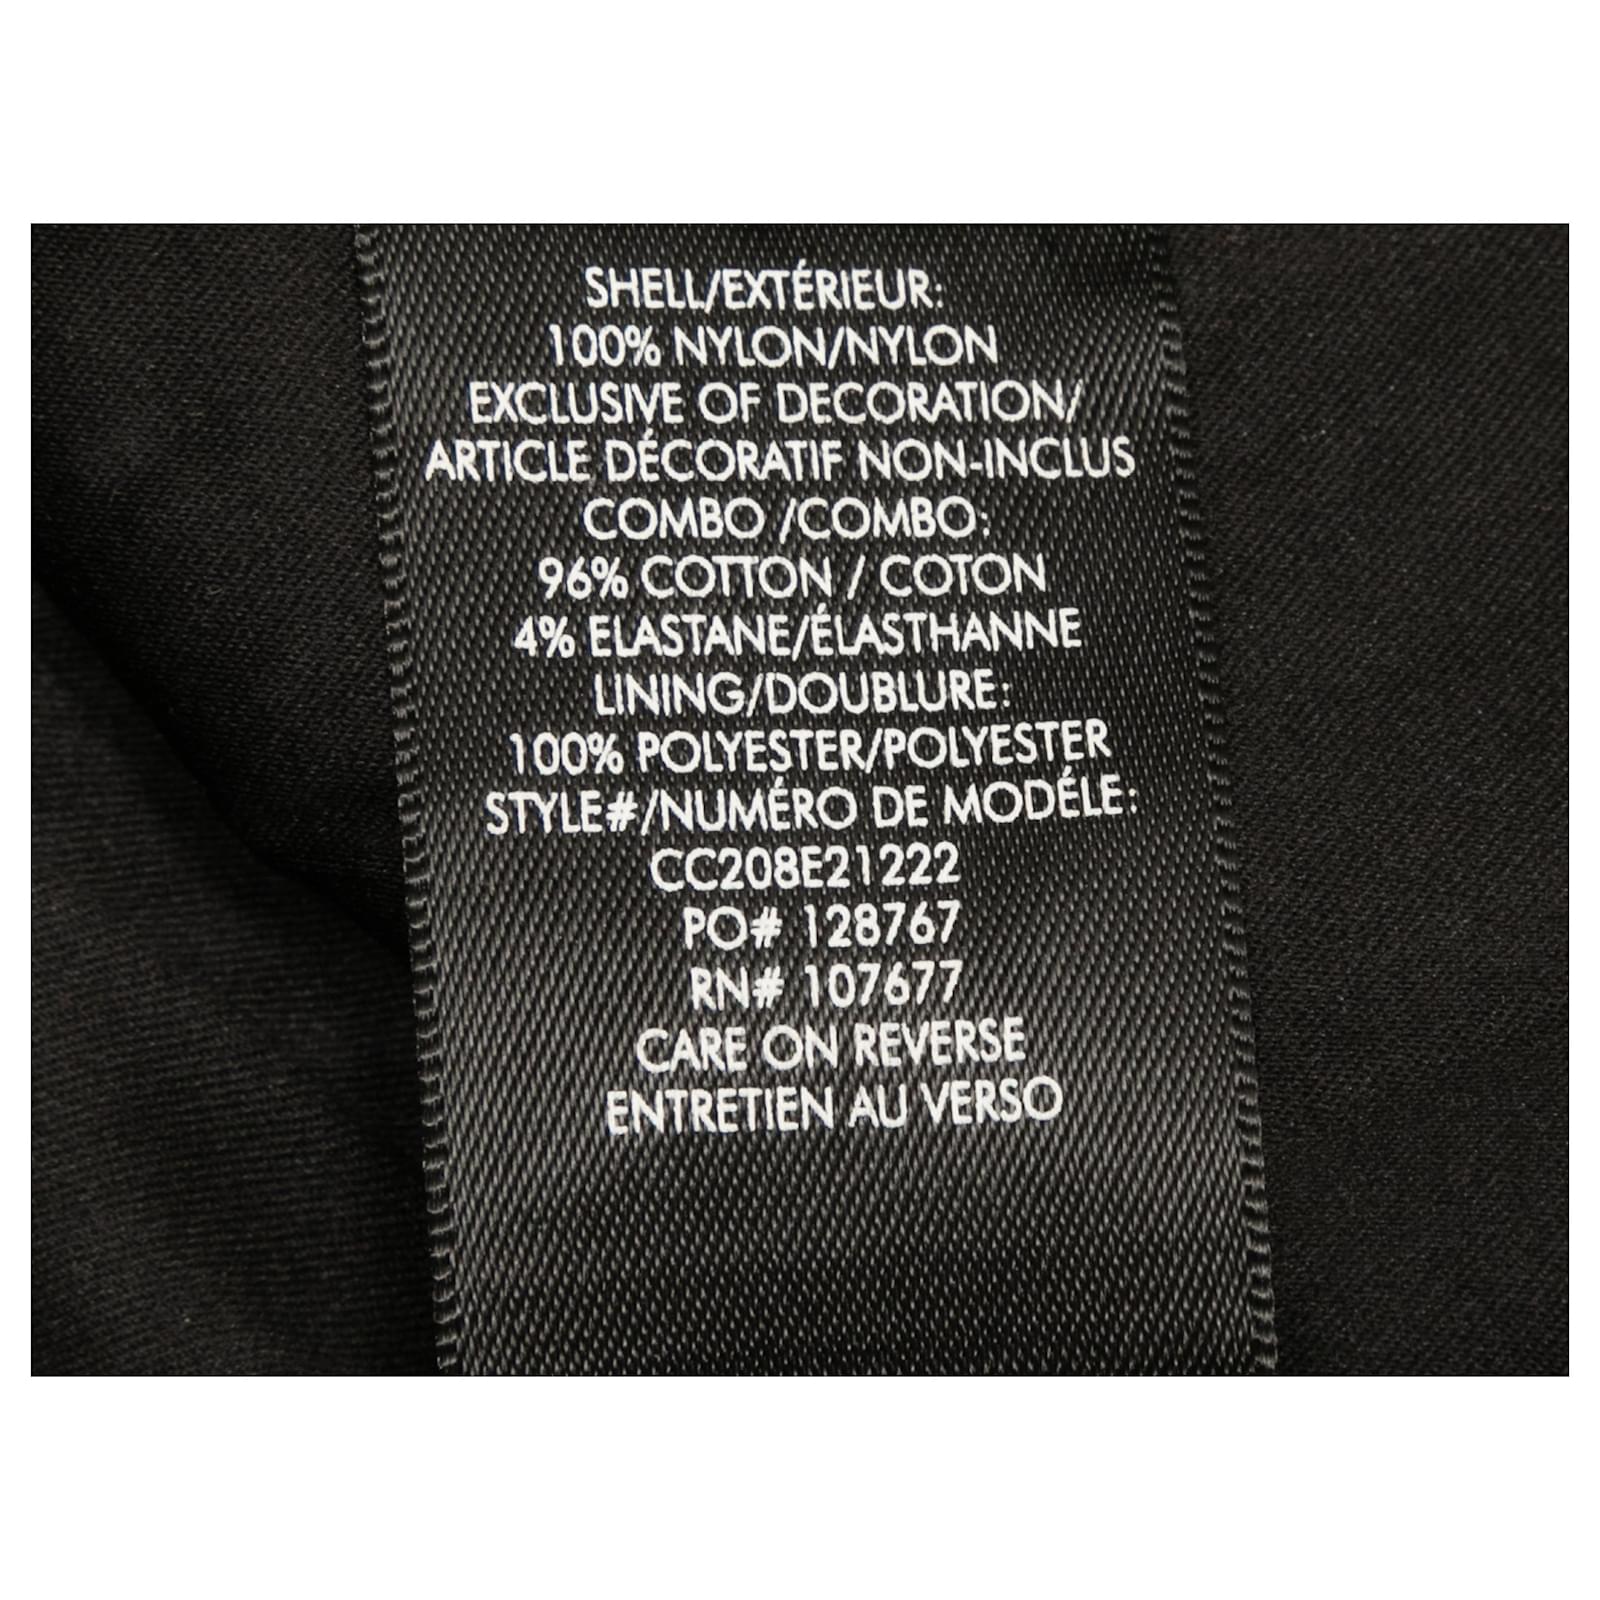 SHELL/EXTÉRIEUR:
100% NYLON/NYLON
EXCLUSIVE OF DECORATION/
ARTICLE DÉCORATIF NON-INCLUS
COMBO /COMBO:
96% COTTON / COTON
4% ELASTANE/ÉLASTHANNE
LINING/DOUBLURE:
100% POLYESTER/POLYESTER
STYLE#/NUMÉRO DE MODÉLE:
CC208E21222
PO# 128767
RN# 107677
CARE ON REVERSE
ENTRETIEN AU VERSO